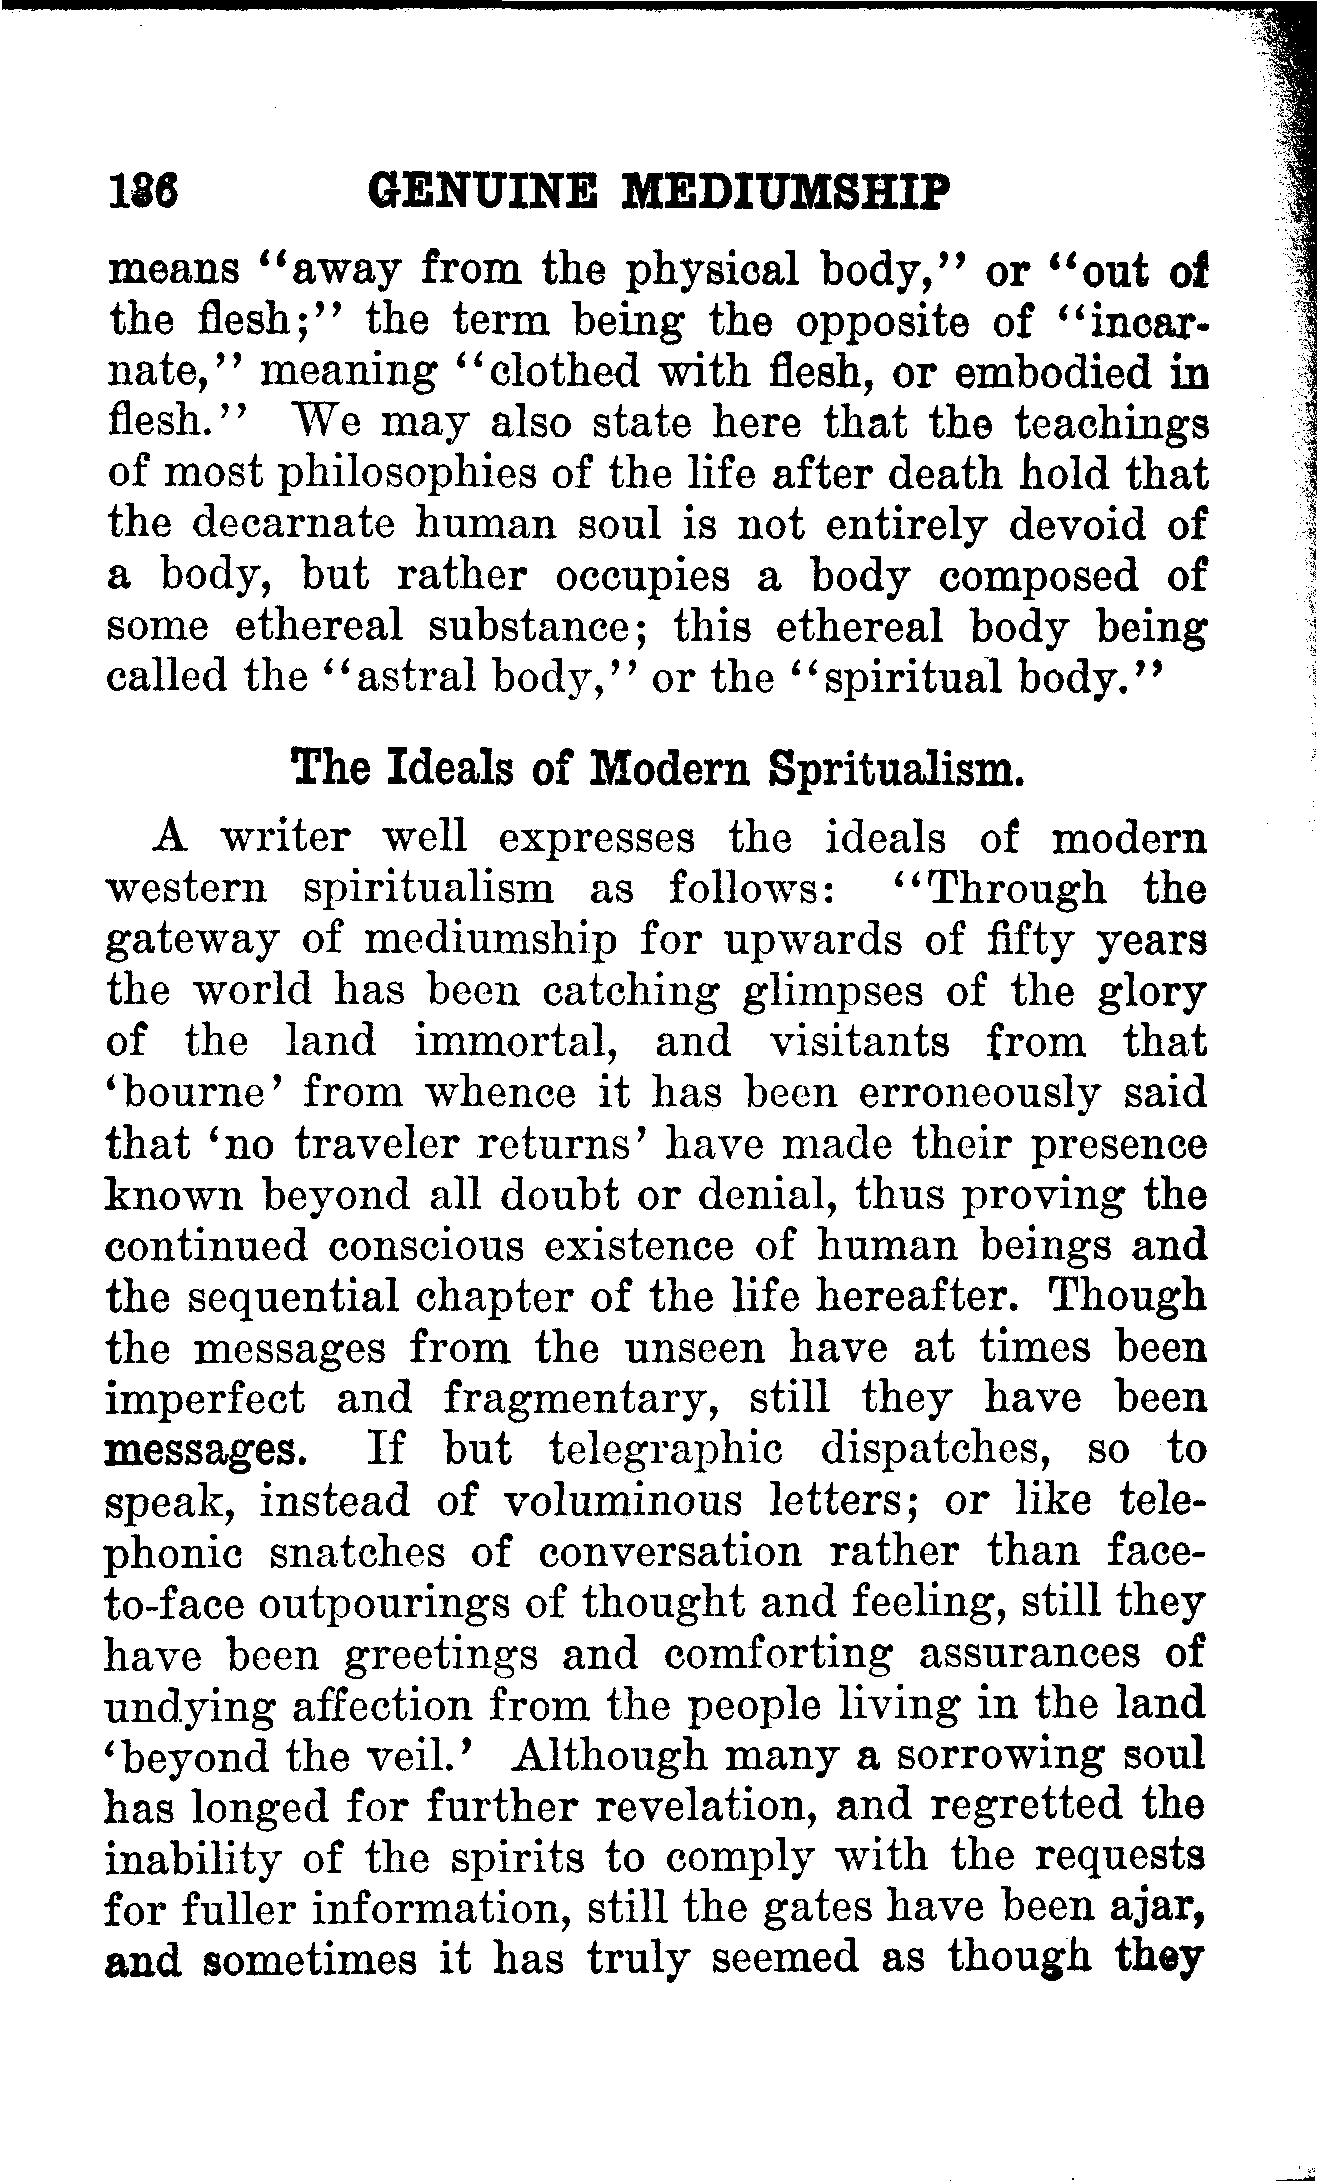 186 GENUINE MEDIUMSHIP
means "away from the physical body," or "out of
the flesh;" the term being the opposite of "incar-
nate," meaning "clothed with flesh, or embodied in
flesh." We may also state here that the teachings
of most philosophies of the life after death hold that
the decarnate human soul is not entirely devoid of
a body, but rather occupies a body composed of
some ethereal substance; this ethereal body being
called the "astral body," or the "spiritual body."
The Ideals of Modern Spritualism.
A writer well expresses the ideals of modern
western spiritualism as follows: "Through the
gateway of mediumship for upwards of fifty years
the world has been catching glimpses of the glory
of the land immortal, and visitants from that
'bourne' from whence it has been erroneously said
that 'no traveler returns' have made their presence
known beyond all doubt or denial, thus proving the
continued conscious existence of human beings and
the sequential chapter of the life hereafter. Though
the messages from the unseen have at times been
imperfect and fragmentary, still they have been
messages. If but telegraphic dispatches, so to
speak, instead of voluminous letters; or like tele-
phonic snatches of conversation rather than face-
to-face outpourings of thought and feeling, still they
have been greetings and comforting assurances of
undying affection from the people living in the land
'beyond the veil.' Although many a sorrowing soul
has longed for further revelation, and regretted the
inability of the spirits to comply with the requests
for fuller information, still the gates have been ajar,
and sometimes it has truly seemed as though they